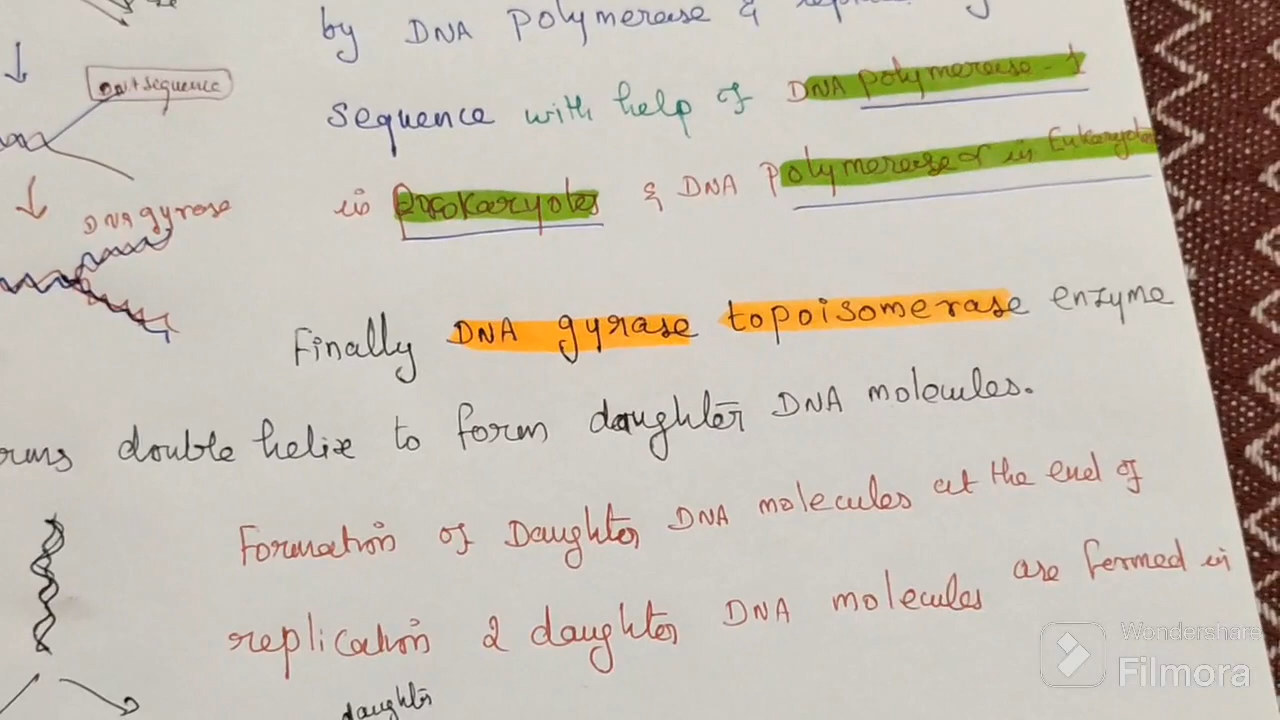 by DNA polymerase &
DNA sequence
sequence with help of DNA polymerase - 1
in Prokaryotes & DNA polymerase α in Eukaryotes
DNA gyrase
Finally DNA gyrase topoisomerase enzyme
double helix to form daughter DNA molecules.
Formation of Daughter DNA molecules at the end of
replication 2 daughter DNA molecules are formed in
daughter
Wondershare
Filmora